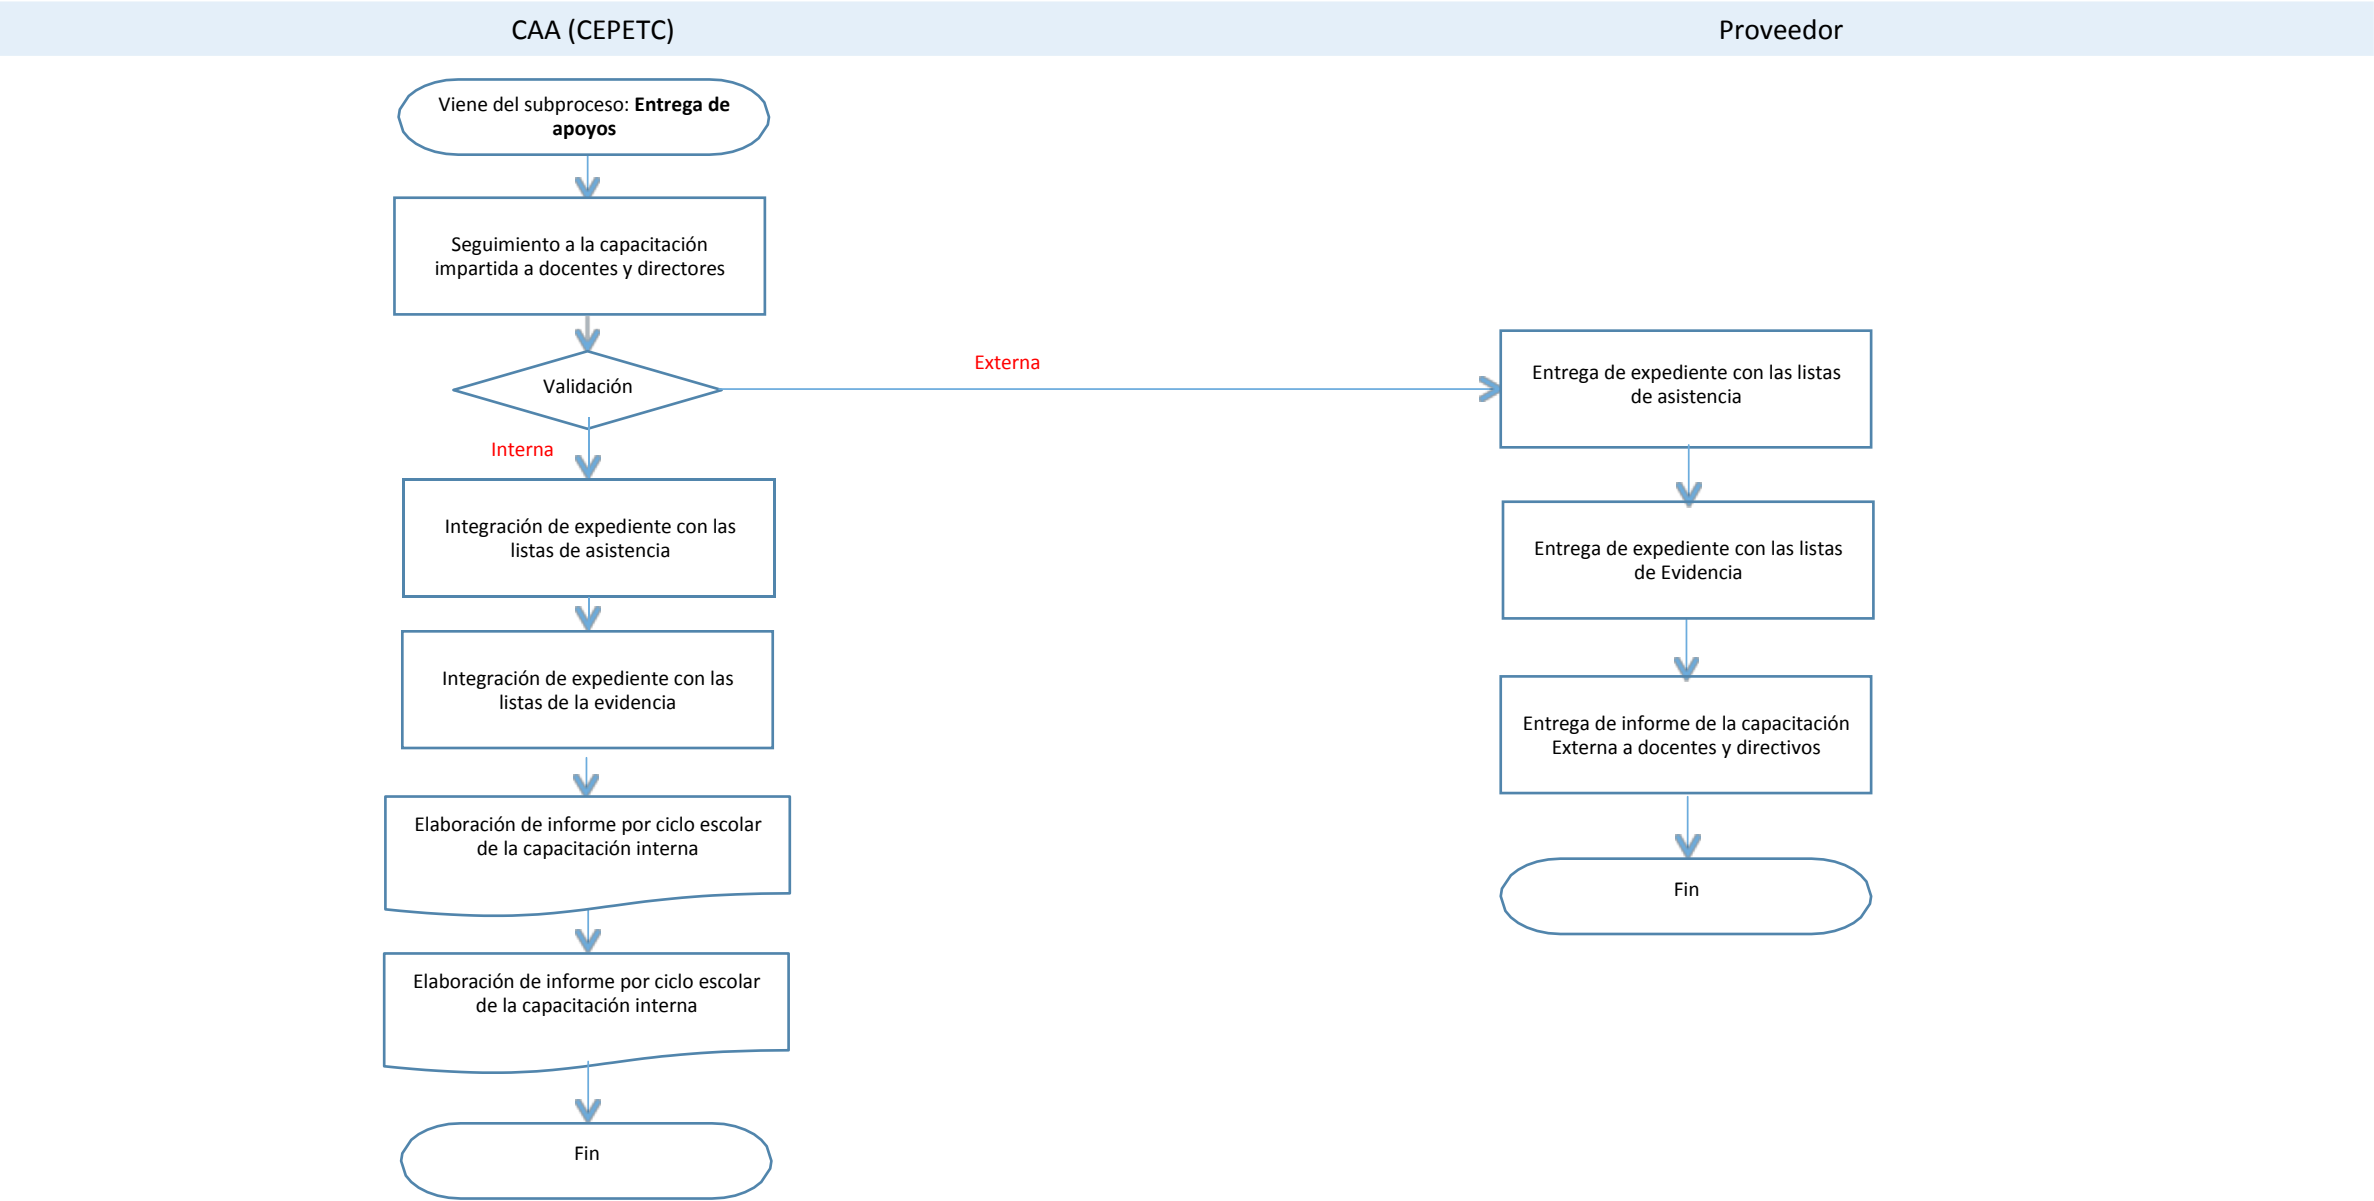 CAA (CEPETC)
Proveedor
Viene del subproceso: Entrega de
apoyos
Seguimiento a la capacitación
impartida a docentes y directores
Validación
Externa
Interna
Integración de expediente con las
listas de asistencia
Integración de expediente con las
listas de la evidencia
Elaboración de informe por ciclo escolar
de la capacitación interna
Elaboración de informe por ciclo escolar
de la capacitación interna
Fin
Entrega de expediente con las listas
de asistencia
Entrega de expediente con las listas
de Evidencia
Entrega de informe de la capacitación
Externa a docentes y directivos
Fin